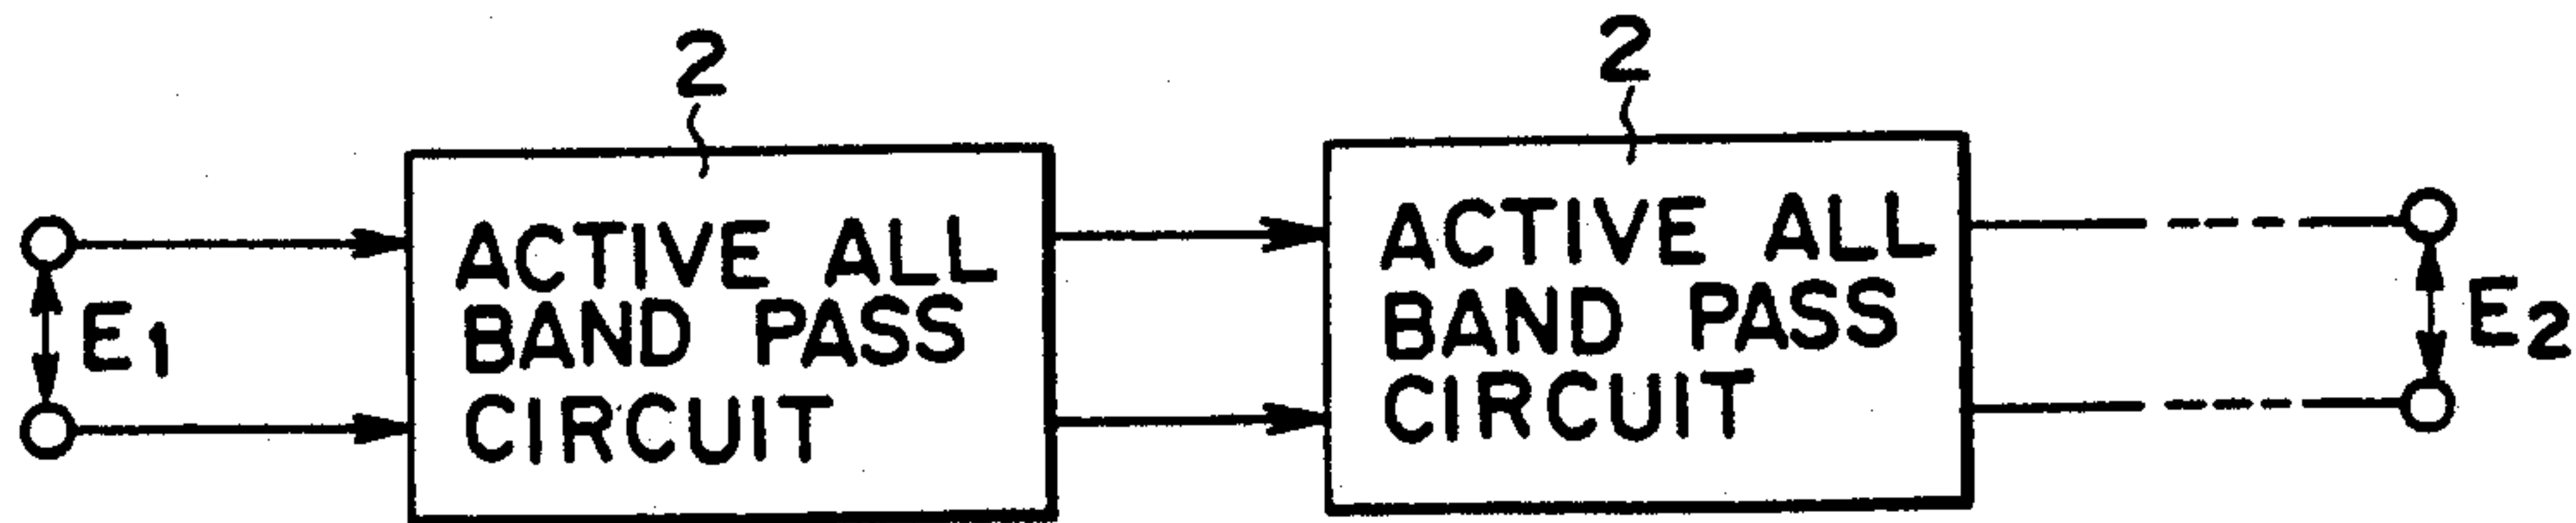 2
2
E1
ACTIVE ALL
BAND PASS
CIRCUIT
ACTIVE ALL
BAND PASS
CIRCUIT
E2